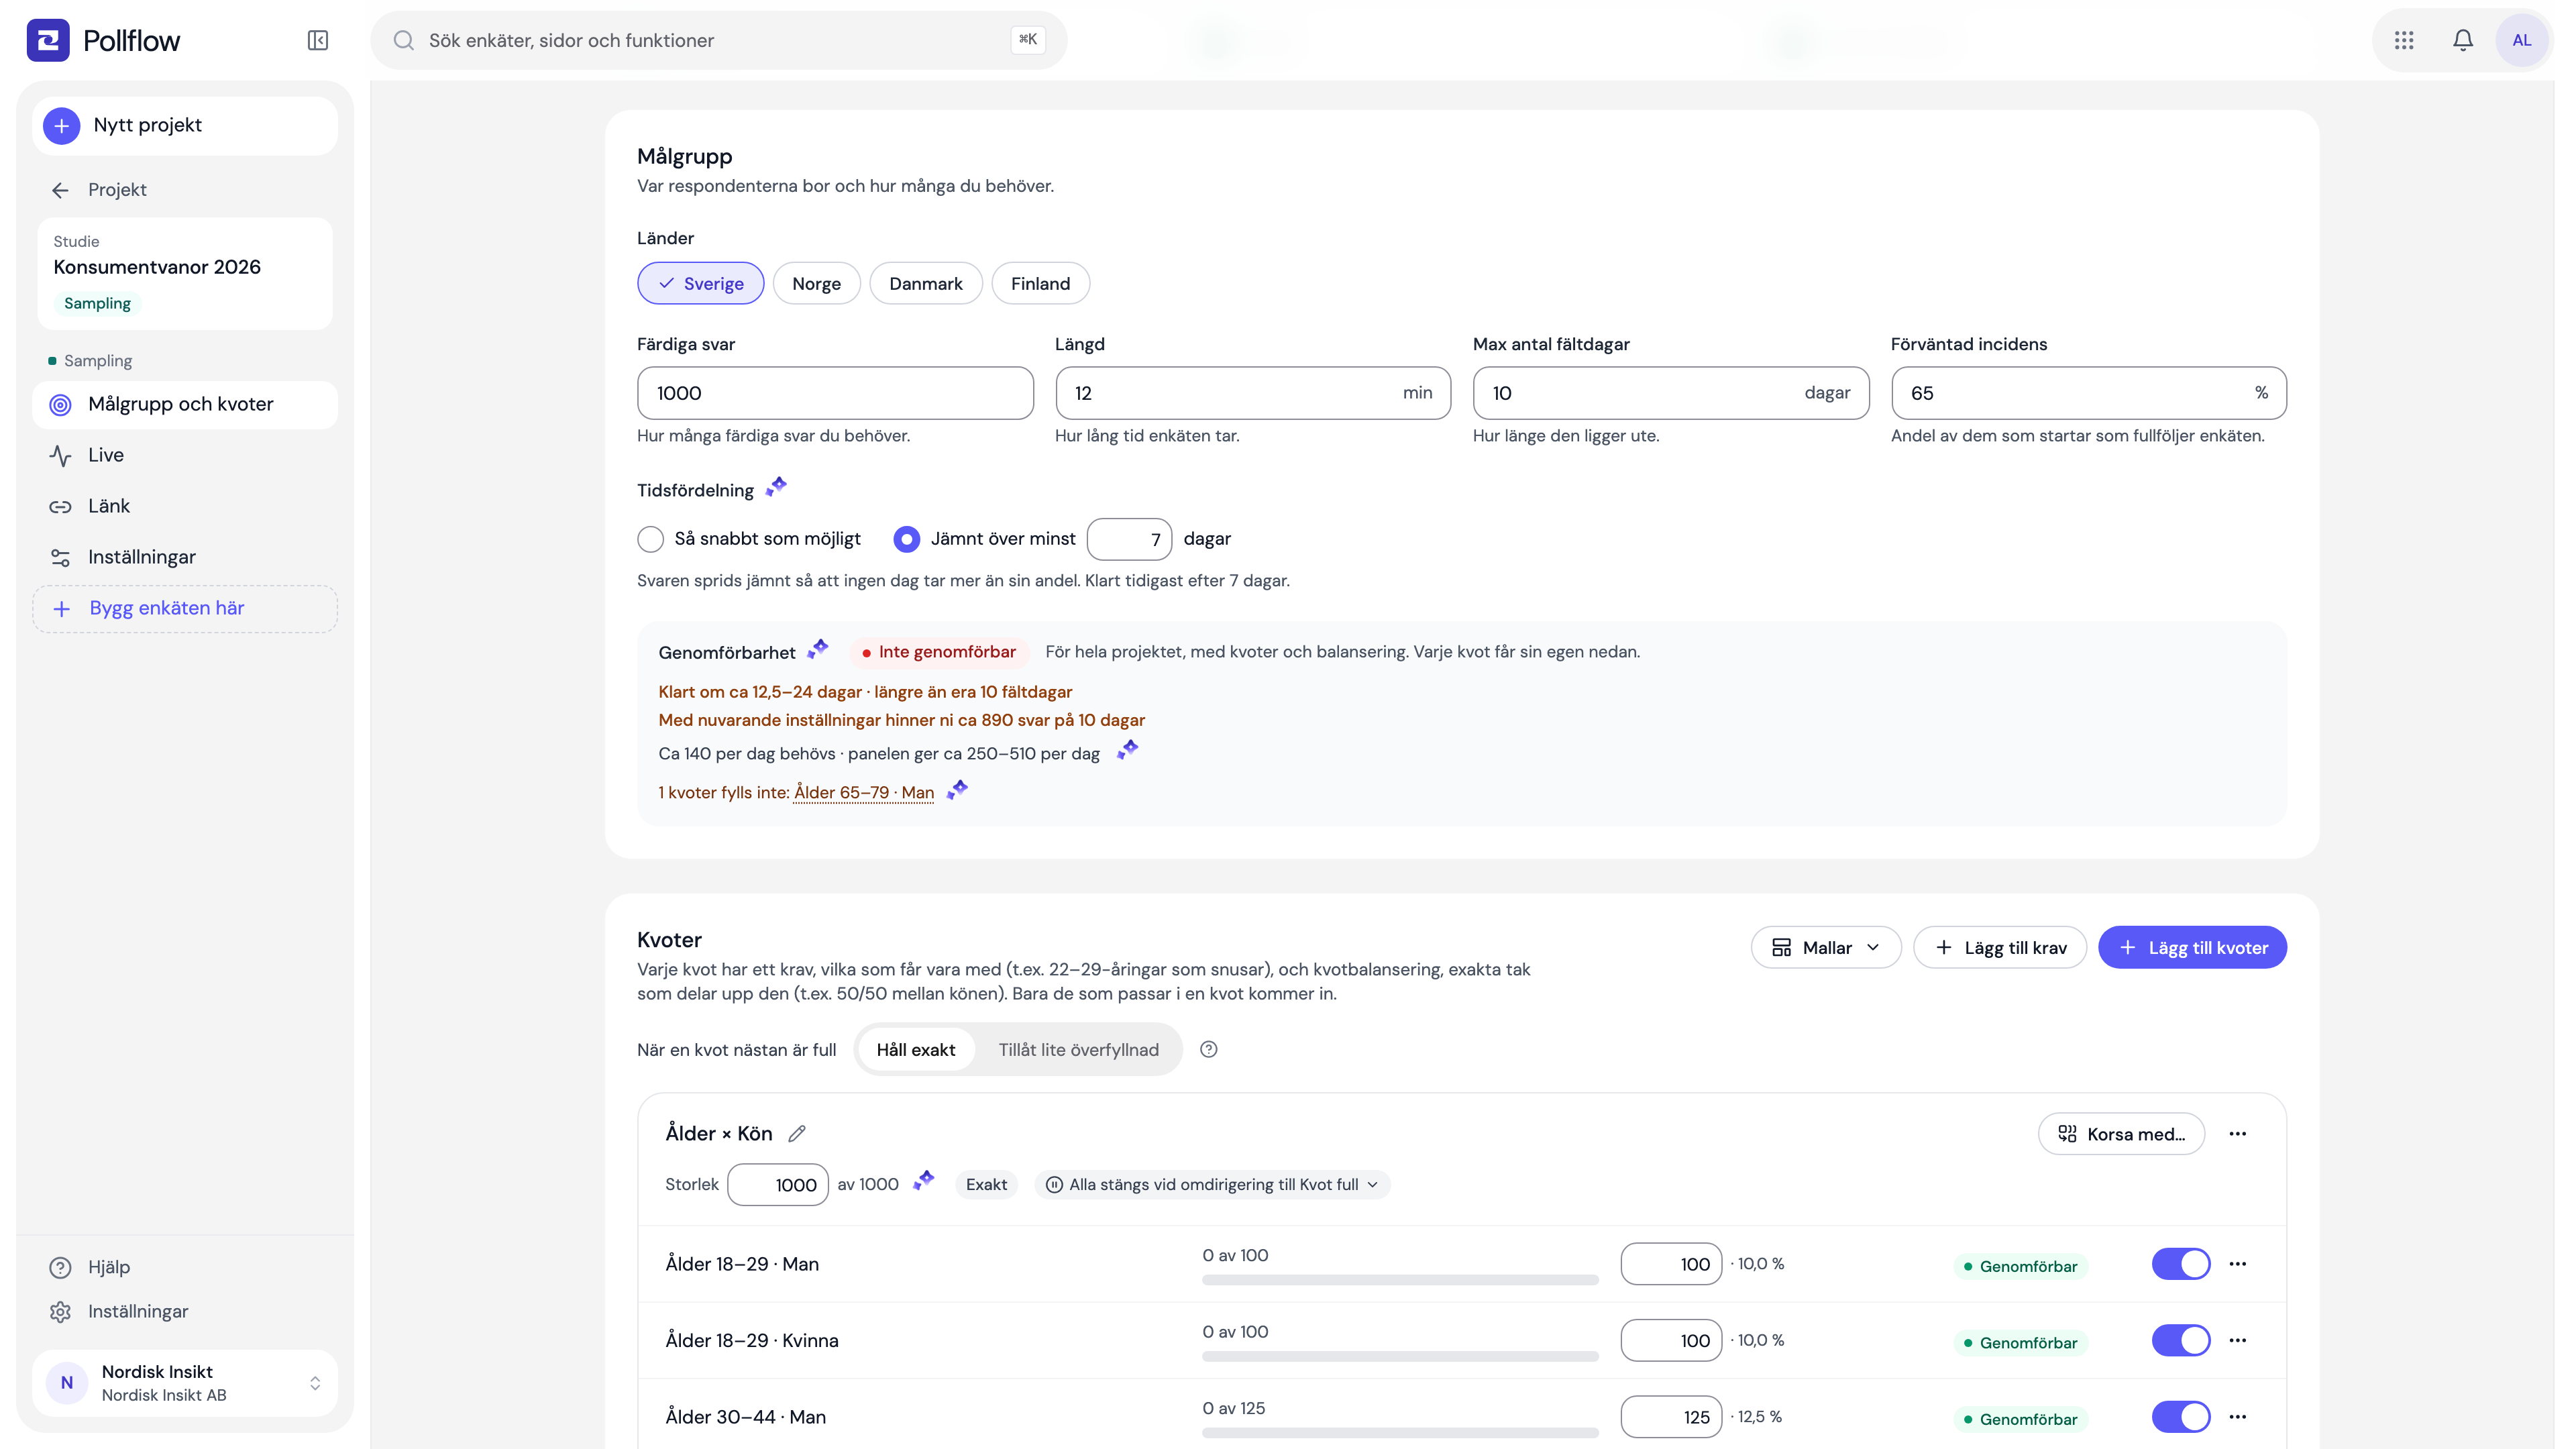 Pollflow
Sök enkäter, sidor och funktioner
⌘K
AL
Nytt projekt
Projekt
Studie
Konsumentvanor 2026
Sampling
Sampling
Målgrupp och kvoter
Live
Länk
Inställningar
Bygg enkäten här
Hjälp
Inställningar
N
Nordisk Insikt
Nordisk Insikt AB
Målgrupp
Var respondenterna bor och hur många du behöver.
Länder
Sverige
Norge
Danmark
Finland
Färdiga svar
1000
Hur många färdiga svar du behöver.
Längd
12 min
Hur lång tid enkäten tar.
Max antal fältdagar
10 dagar
Hur länge den ligger ute.
Förväntad incidens
65 %
Andel av dem som startar som fullföljer enkäten.
Tidsfördelning
Så snabbt som möjligt
Jämnt över minst 7 dagar
Svaren sprids jämnt så att ingen dag tar mer än sin andel. Klart tidigast efter 7 dagar.
Genomförbarhet
Inte genomförbar
För hela projektet, med kvoter och balansering. Varje kvot får sin egen nedan.
Klart om ca 12,5–24 dagar · längre än era 10 fältdagar
Med nuvarande inställningar hinner ni ca 890 svar på 10 dagar
Ca 140 per dag behövs · panelen ger ca 250–510 per dag
1 kvoter fylls inte: Ålder 65–79 · Man
Kvoter
Varje kvot har ett krav, vilka som får vara med (t.ex. 22–29-åringar som snusar), och kvotbalansering, exakta tak
som delar upp den (t.ex. 50/50 mellan könen). Bara de som passar i en kvot kommer in.
Mallar
Lägg till krav
Lägg till kvoter
När en kvot nästan är full
Håll exakt
Tillåt lite överfyllnad
Ålder × Kön
Korsa med...
Storlek 1000 av 1000
Exakt
Alla stängs vid omdirigering till Kvot full
Ålder 18–29 · Man
0 av 100
100 · 10,0 %
Genomförbar
Ålder 18–29 · Kvinna
0 av 100
100 · 10,0 %
Genomförbar
Ålder 30–44 · Man
0 av 125
125 · 12,5 %
Genomförbar